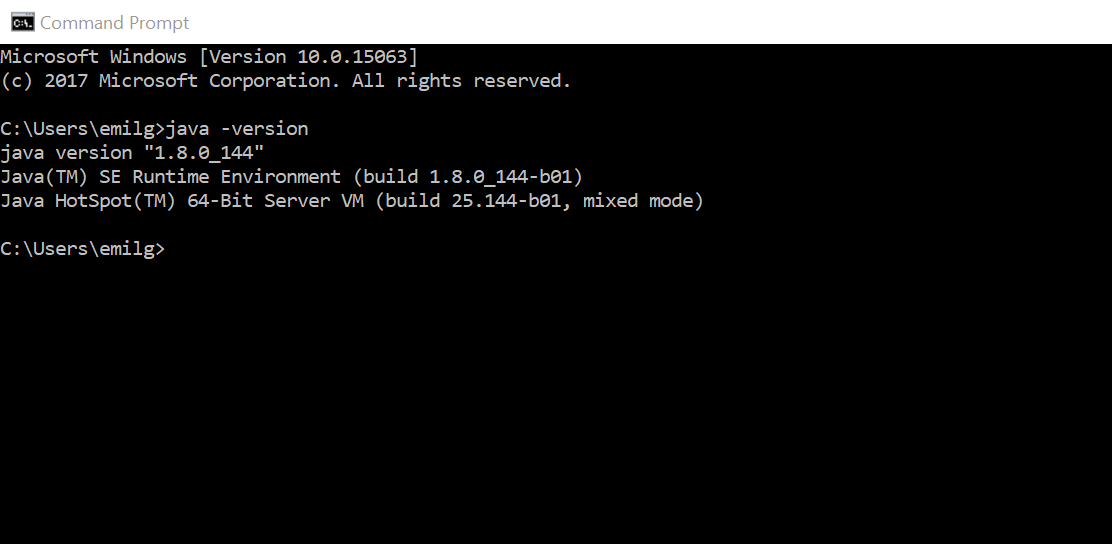 Command Prompt
Microsoft Windows [Version 10.0.15063]
(c) 2017 Microsoft Corporation. All rights reserved.
C:\Users\emilg>java -version
java version "1.8.0_144"
Java(TM) SE Runtime Environment (build 1.8.0_144-b01)
Java HotSpot(TM) 64-Bit Server VM (build 25.144-b01, mixed mode)
C:\Users\emilg>